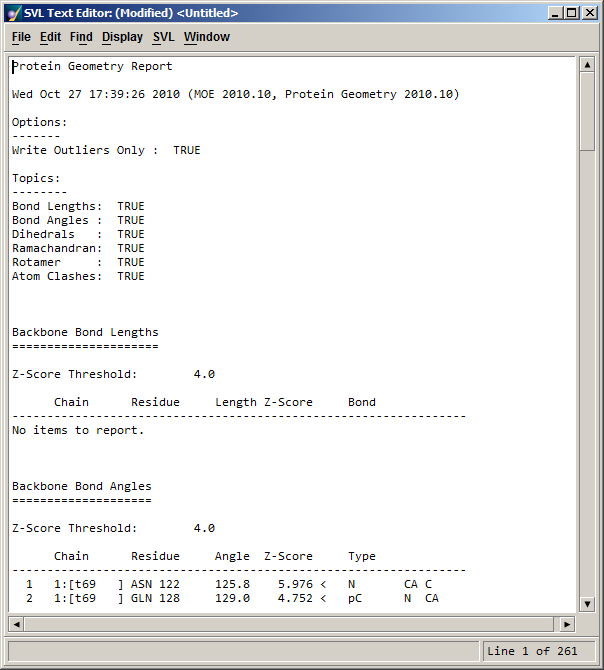 SVL Text Editor: (Modified) <Untitled>
File Edit Find Display SVL Window
Protein Geometry Report
Wed Oct 27 17:39:26 2010 (MOE 2010.10, Protein Geometry 2010.10)
Options:
-------
Write Outliers Only :  TRUE
Topics:
--------
Bond Lengths:  TRUE
Bond Angles :  TRUE
Dihedrals   :  TRUE
Ramachandran:  TRUE
Rotamer     :  TRUE
Atom Clashes:  TRUE
Backbone Bond Lengths
=====================
Z-Score Threshold:        4.0
      Chain      Residue     Length Z-Score     Bond
-----------------------------------------------------------------
No items to report.
Backbone Bond Angles
====================
Z-Score Threshold:        4.0
      Chain      Residue     Angle  Z-Score     Type
-----------------------------------------------------------------
  1   1:[t69    ] ASN 122     125.8    5.976 <   N       CA C
  2   1:[t69    ] GLN 128     129.0    4.752 <   pC      N  CA
Line 1 of 261